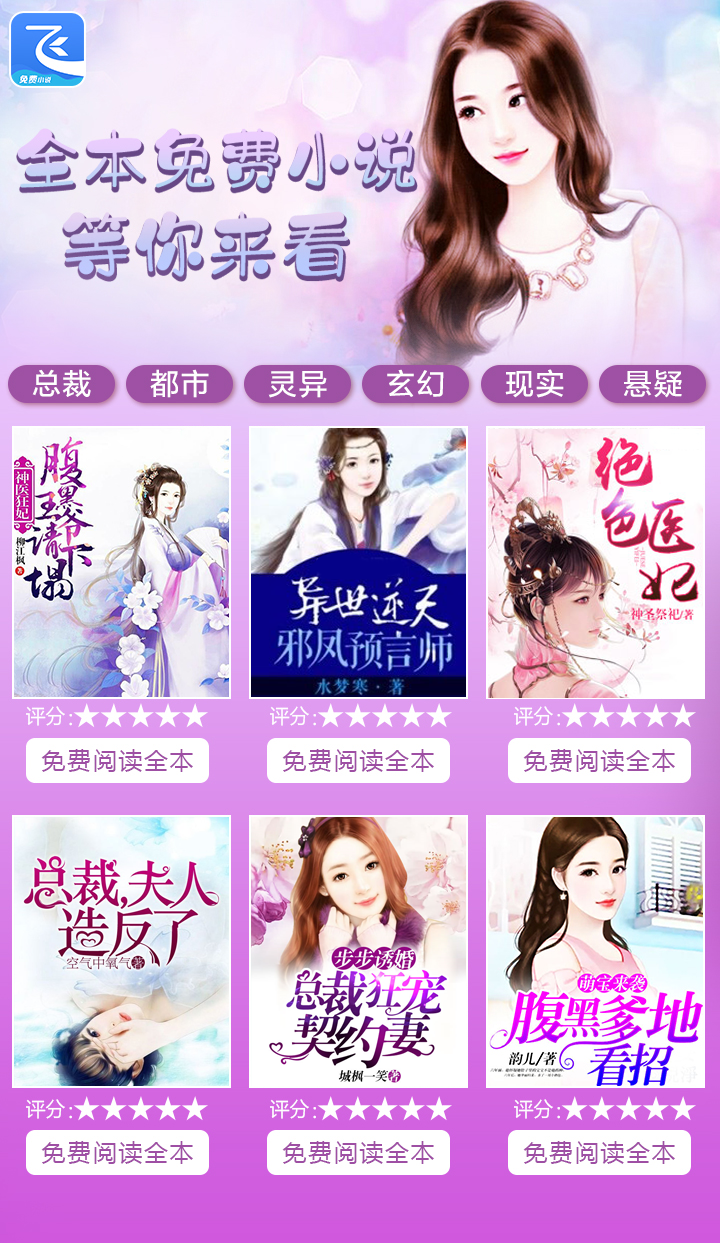 飞
免费小说
全本免费小说
等你来看
总裁 都市 灵异 玄幻 现实 悬疑
神医狂妃
腹黑王爷
请下榻
柳江枫 著
异世逆天
邪凤预言师
水梦寒·著
绝色医妃
神圣祭祀/著
评分:★★★★★ 评分:★★★★★ 评分:★★★★★
免费阅读全本 免费阅读全本 免费阅读全本
总裁,夫人
造反了
空气中氧气 著
步步诱婚
总裁狂宠
契约妻
城枫一笑 著
萌宝来袭
腹黑爹地
看招
韵儿/著
评分:★★★★★ 评分:★★★★★ 评分:★★★★★
免费阅读全本 免费阅读全本 免费阅读全本